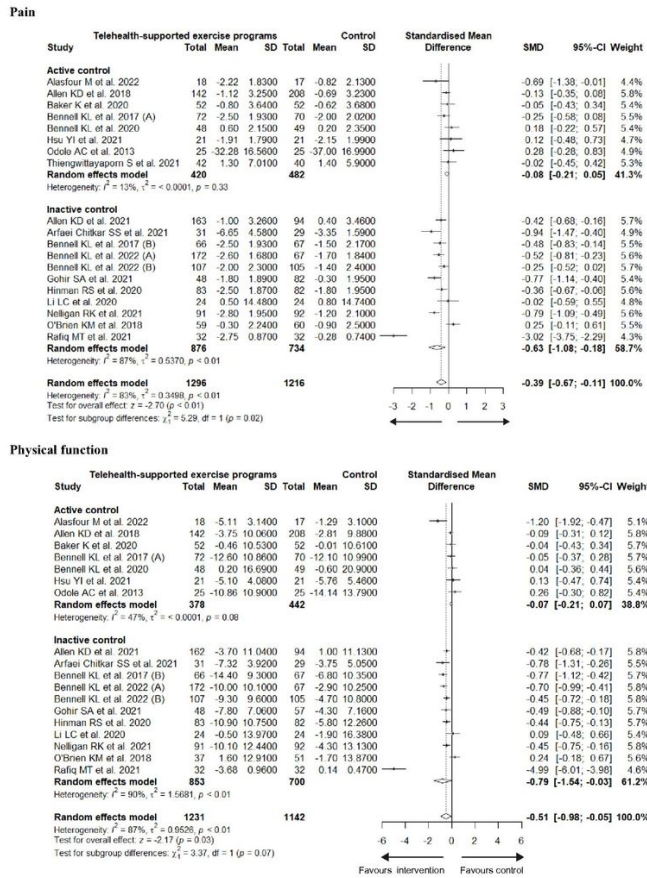 Pain
Telehealth-supported exercise programs Control Standardised Mean
Study Total Mean SD Total Mean SD Difference SMD 95%-CI Weight
Active control
Alasfour M et al. 2022 18 -2.22 1.8300 17 -0.82 2.1300 -0.69 [-1.38; -0.01] 4.4%
Allen KD et al. 2018 142 -1.12 3.2500 208 -0.69 3.2300 -0.13 [-0.35; 0.08] 5.8%
Baker K et al. 2020 52 -0.80 3.6400 52 -0.62 3.6800 -0.05 [-0.43; 0.34] 5.2%
Bennell KL et al. 2017 (A) 72 -2.50 1.9300 70 -2.00 2.0200 -0.25 [-0.58; 0.08] 5.4%
Bennell KL et al. 2020 48 0.60 2.1500 49 0.20 2.3500 0.18 [-0.22; 0.57] 5.2%
Hsu YI et al. 2021 21 -1.91 1.7900 21 -2.15 1.9900 0.12 [-0.48; 0.73] 4.6%
Odole AC et al. 2013 25 -32.28 16.5600 25 -37.00 16.9900 0.28 [-0.28; 0.83] 4.8%
Thiengwittayaporn S et al. 2021 42 1.30 7.0100 40 1.40 5.9000 -0.02 [-0.45; 0.42] 5.1%
Random effects model 420 482 -0.08 [-0.21; 0.05] 41.3%
Heterogeneity: I² = 13%, τ² = < 0.0001, p = 0.33
Inactive control
Allen KD et al. 2021 163 -1.00 3.2600 94 0.40 3.4600 -0.42 [-0.68; -0.16] 5.7%
Arfaei Chitkar SS et al. 2021 31 -6.65 4.5800 29 -3.35 1.5900 -0.94 [-1.47; -0.40] 4.9%
Bennell KL et al. 2017 (B) 66 -2.50 1.9300 67 -1.50 2.1700 -0.48 [-0.83; -0.14] 5.4%
Bennell KL et al. 2022 (A) 172 -2.60 1.7000 67 -1.70 1.8400 -0.52 [-0.81; -0.23] 5.6%
Bennell KL et al. 2022 (B) 107 -2.00 2.3000 105 -1.40 2.4000 -0.25 [-0.52; 0.02] 5.6%
Gohir SA et al. 2021 48 -1.80 1.8900 82 -0.30 1.9500 -0.77 [-1.14; -0.40] 5.3%
Hinman RS et al. 2020 83 -2.50 1.8700 82 -1.80 1.9500 -0.36 [-0.67; -0.06] 5.5%
Li LC et al. 2020 24 0.50 14.4800 24 0.80 14.7400 -0.02 [-0.59; 0.55] 4.7%
Nelligan RK et al. 2021 91 -2.80 1.9500 92 -1.20 2.1000 -0.79 [-1.09; -0.49] 5.5%
O'Brien KM et al. 2018 59 -0.30 2.2400 60 -0.90 2.5000 0.25 [-0.11; 0.61] 5.3%
Rafiq MT et al. 2021 32 -2.75 0.8700 32 -0.28 0.7400 -3.02 [-3.75; -2.29] 4.2%
Random effects model 876 734 -0.63 [-1.08; -0.18] 58.7%
Heterogeneity: I² = 87%, τ² = 0.5370, p < 0.01
Random effects model 1296 1216 -0.39 [-0.67; -0.11] 100.0%
Heterogeneity: I² = 83%, τ² = 0.3498, p < 0.01
Test for overall effect: z = -2.70 (p < 0.01)
Test for subgroup differences: χ²₁ = 5.29, df = 1 (p = 0.02)
-3 -2 -1 0 1 2 3
Physical function
Telehealth-supported exercise programs Control Standardised Mean
Study Total Mean SD Total Mean SD Difference SMD 95%-CI Weight
Active control
Alasfour M et al. 2022 18 -5.11 3.1400 17 -1.29 3.1000 -1.20 [-1.92; -0.47] 5.1%
Allen KD et al. 2018 142 -3.75 10.0600 208 -2.81 9.8800 -0.09 [-0.31; 0.12] 5.8%
Baker K et al. 2020 52 -0.46 10.5300 52 -0.01 10.6100 -0.04 [-0.43; 0.34] 5.7%
Bennell KL et al. 2017 (A) 72 -12.60 10.8600 70 -12.10 10.9900 -0.05 [-0.37; 0.28] 5.7%
Bennell KL et al. 2020 48 0.20 16.6900 49 -0.60 20.9000 0.04 [-0.36; 0.44] 5.6%
Hsu YI et al. 2021 21 -5.10 4.0800 21 -5.76 5.4600 0.13 [-0.47; 0.74] 5.3%
Odole AC et al. 2013 25 -10.86 10.9000 25 -14.14 13.7900 0.26 [-0.30; 0.82] 5.4%
Random effects model 378 442 -0.07 [-0.21; 0.07] 38.8%
Heterogeneity: I² = 47%, τ² = < 0.0001, p = 0.08
Inactive control
Allen KD et al. 2021 162 -3.70 11.0400 94 1.00 11.1300 -0.42 [-0.68; -0.17] 5.8%
Arfaei Chitkar SS et al. 2021 31 -7.32 3.9200 29 -3.75 5.0500 -0.78 [-1.31; -0.26] 5.4%
Bennell KL et al. 2017 (B) 66 -14.40 9.3000 67 -6.80 10.3500 -0.77 [-1.12; -0.42] 5.7%
Bennell KL et al. 2022 (A) 172 -10.00 10.1000 67 -2.90 10.2500 -0.70 [-0.99; -0.41] 5.7%
Bennell KL et al. 2022 (B) 107 -9.30 9.6000 105 -4.70 10.8000 -0.45 [-0.72; -0.18] 5.8%
Gohir SA et al. 2021 48 -7.80 7.0600 57 -4.30 7.1600 -0.49 [-0.88; -0.10] 5.6%
Hinman RS et al. 2020 83 -10.90 10.7500 82 -5.80 12.2600 -0.44 [-0.75; -0.13] 5.7%
Li LC et al. 2020 24 -0.50 13.9700 24 -1.90 16.3800 0.09 [-0.48; 0.66] 5.4%
Nelligan RK et al. 2021 91 -10.10 12.4400 92 -4.30 13.1300 -0.45 [-0.75; -0.16] 5.7%
O'Brien KM et al. 2018 37 1.60 12.9100 51 -1.70 13.8700 0.24 [-0.18; 0.67] 5.6%
Rafiq MT et al. 2021 32 -3.68 0.9600 32 0.14 0.4700 -4.99 [-6.01; -3.98] 4.6%
Random effects model 853 700 -0.79 [-1.54; -0.03] 61.2%
Heterogeneity: I² = 90%, τ² = 1.5681, p < 0.01
Random effects model 1231 1142 -0.51 [-0.98; -0.05] 100.0%
Heterogeneity: I² = 87%, τ² = 0.9526, p < 0.01
Test for overall effect: z = -2.17 (p = 0.03)
Test for subgroup differences: χ²₁ = 3.37, df = 1 (p = 0.07)
-6 -4 -2 0 2 4 6
Favours intervention Favours control